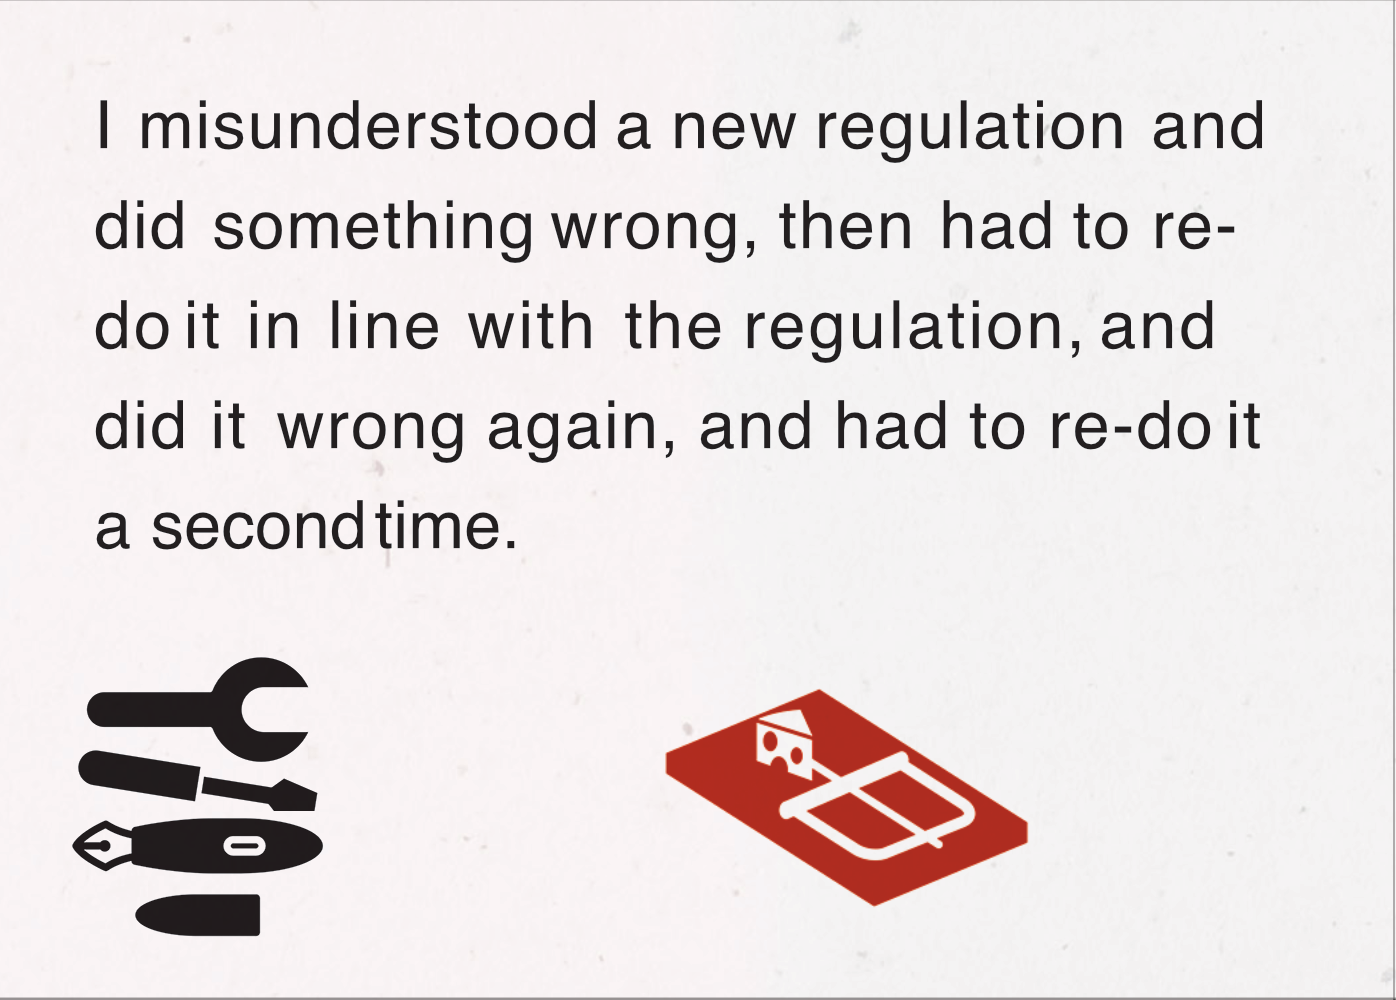 I misunderstood a new regulation and
did something wrong, then had to re-
do it in line with the regulation, and
did it wrong again, and had to re-do it
a second time.